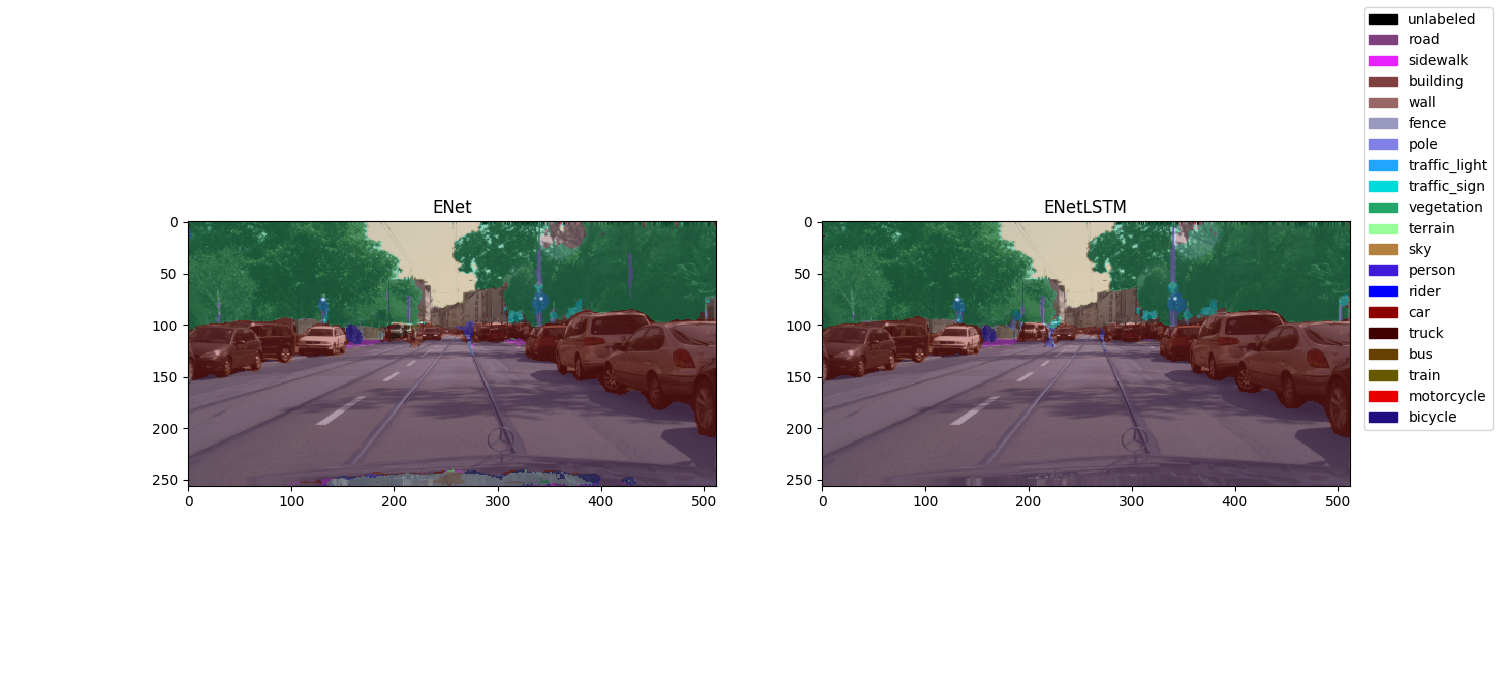 ENet
0
50
100
150
200
250
0 100 200 300 400 500
ENetLSTM
0
50
100
150
200
250
0 100 200 300 400 500
unlabeled
road
sidewalk
building
wall
fence
pole
traffic_light
traffic_sign
vegetation
terrain
sky
person
rider
car
truck
bus
train
motorcycle
bicycle